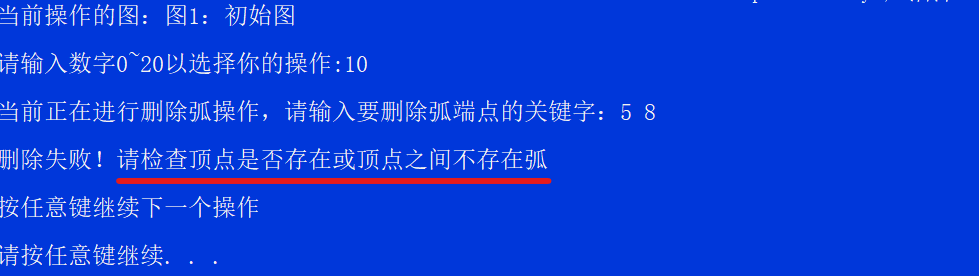 当前操作的图：图1：初始图
请输入数字0~20以选择你的操作:10
当前正在进行删除弧操作，请输入要删除弧端点的关键字：5 8
删除失败！请检查顶点是否存在或顶点之间不存在弧
按任意键继续下一个操作
请按任意键继续. . .